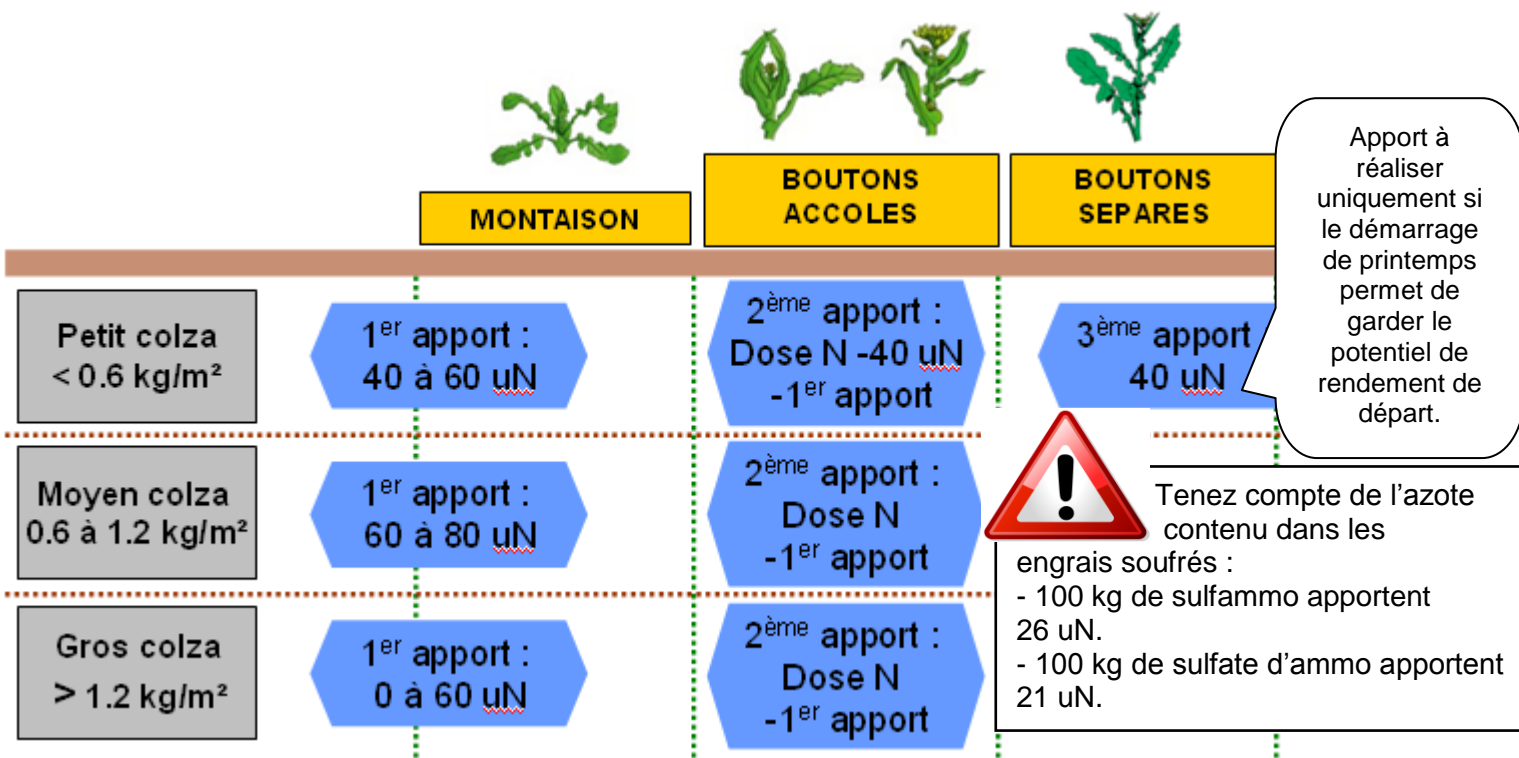 MONTAISON
BOUTONS
ACCOLES
BOUTONS
SEPARES
Apport à
réaliser
uniquement si
le démarrage
de printemps
permet de
garder le
potentiel de
rendement de
départ.
Petit colza
< 0.6 kg/m²
1er apport :
40 à 60 uN
2ème apport :
Dose N -40 uN
-1er apport
3ème apport
40 uN
Moyen colza
0.6 à 1.2 kg/m²
1er apport :
60 à 80 uN
2ème apport :
Dose N
-1er apport
Gros colza
> 1.2 kg/m²
1er apport :
0 à 60 uN
2ème apport :
Dose N
-1er apport
Tenez compte de l’azote
contenu dans les
engrais soufrés :
- 100 kg de sulfammo apportent
26 uN.
- 100 kg de sulfate d’ammo apportent
21 uN.